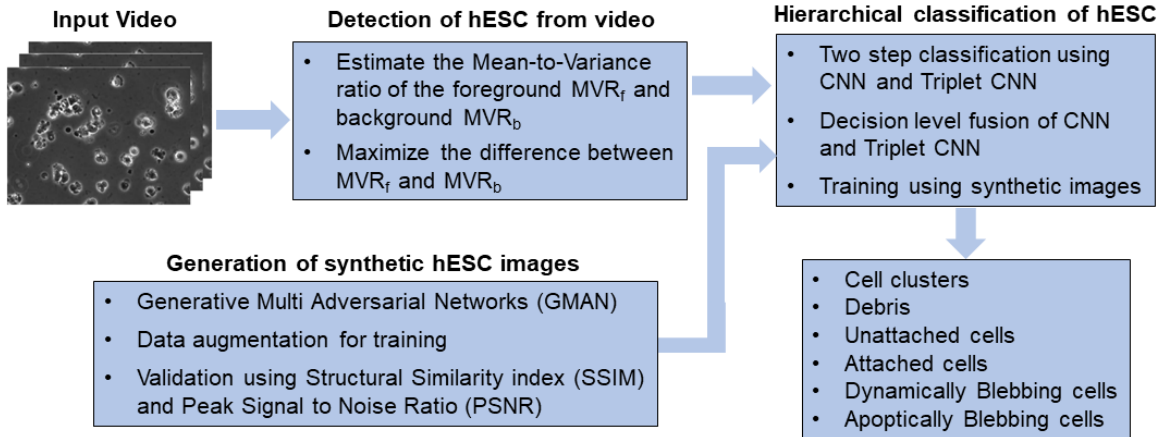 Input Video
Detection of hESC from video
• Estimate the Mean-to-Variance
ratio of the foreground MVRf and
background MVRb
• Maximize the difference between
MVRf and MVRb
Hierarchical classification of hESC
• Two step classification using
CNN and Triplet CNN
• Decision level fusion of CNN
and Triplet CNN
• Training using synthetic images
Generation of synthetic hESC images
• Generative Multi Adversarial Networks (GMAN)
• Data augmentation for training
• Validation using Structural Similarity index (SSIM)
and Peak Signal to Noise Ratio (PSNR)
• Cell clusters
• Debris
• Unattached cells
• Attached cells
• Dynamically Blebbing cells
• Apoptically Blebbing cells